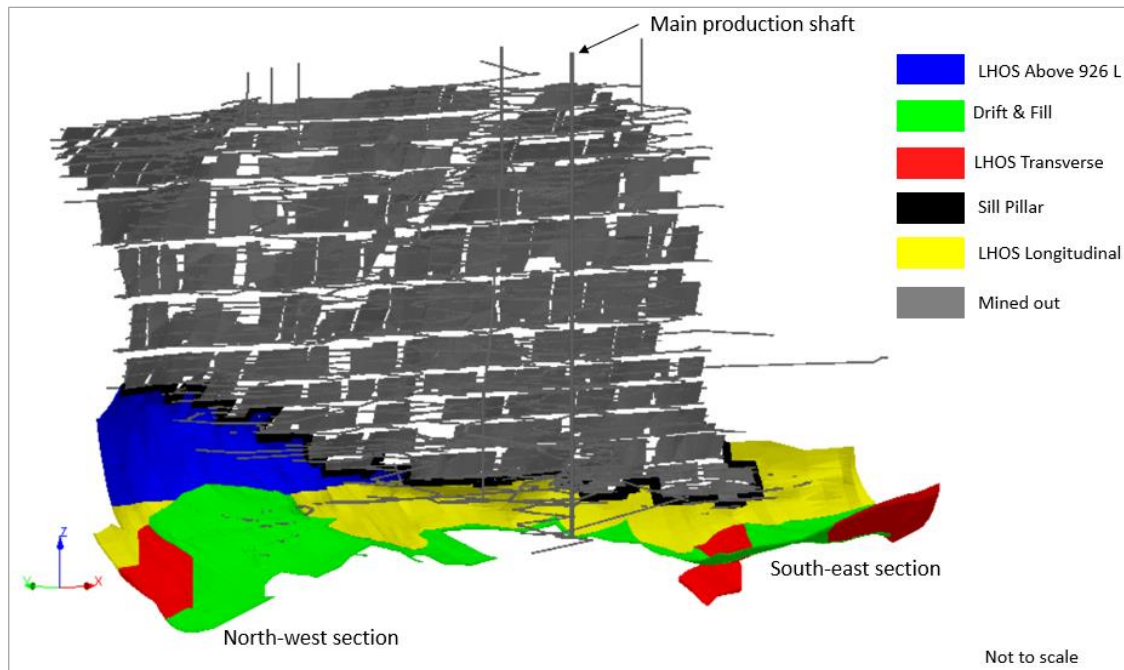 Main production shaft
LHOS Above 926 L
Drift & Fill
LHOS Transverse
Sill Pillar
LHOS Longitudinal
Mined out
Z
Y
X
South-east section
North-west section
Not to scale